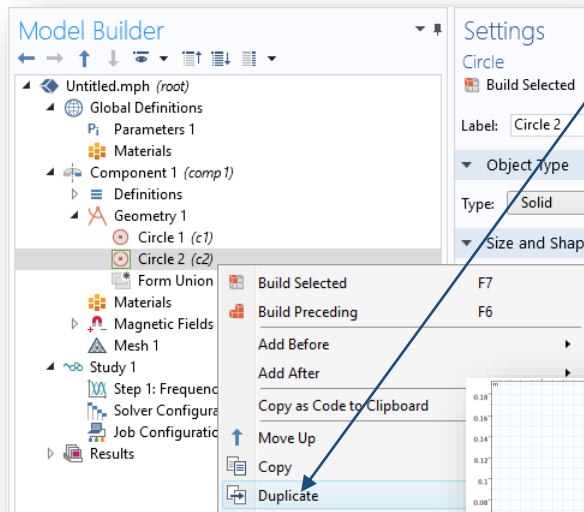 Model Builder
Untitled.mph (root)
Global Definitions
Pi Parameters 1
Materials
Component 1 (comp1)
Definitions
Geometry 1
Circle 1 (c1)
Circle 2 (c2)
Form Union
Materials
Magnetic Fields
Mesh 1
Study 1
Step 1: Frequenc
Solver Configura
Job Configuratio
Results
Build Selected F7
Build Preceding F6
Add Before
Add After
Copy as Code to Clipboard
Move Up
Copy
Duplicate
Settings
Circle
Build Selected
Label: Circle 2
Object Type
Type: Solid
Size and Shap
m
0.18
0.16
0.14
0.12
0.1
0.08